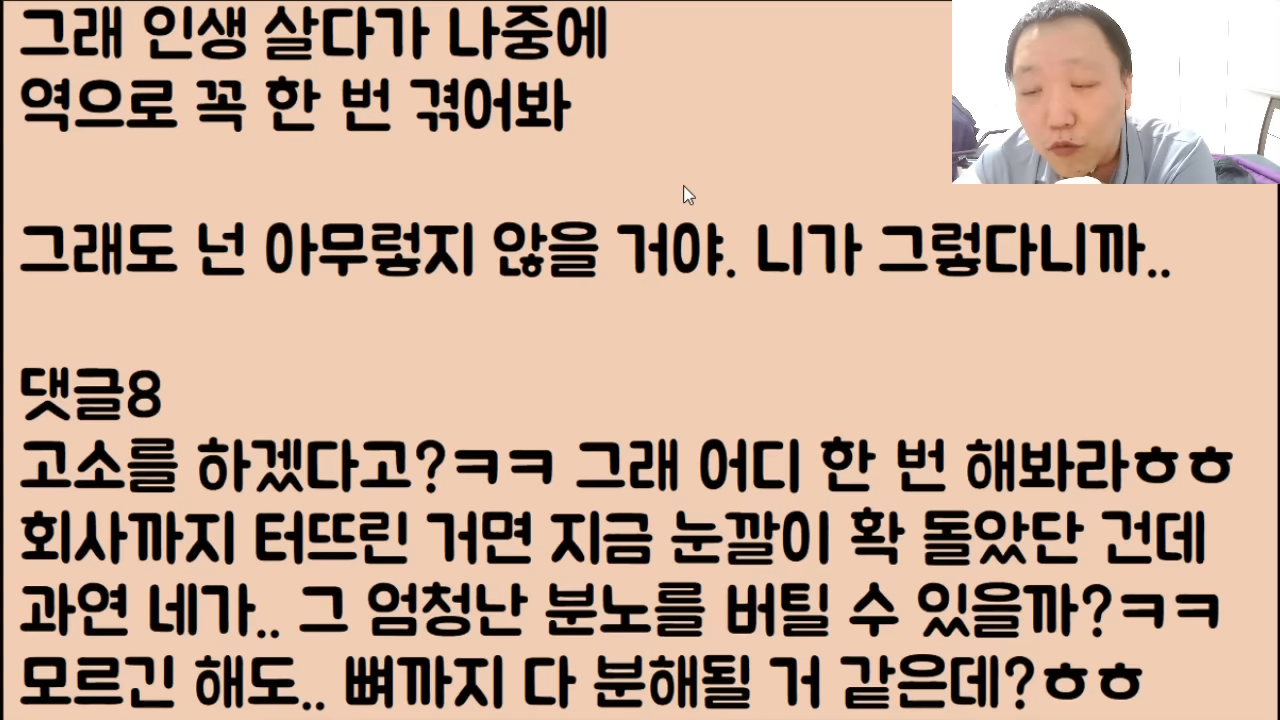 그래 인생 살다가 나중에
역으로 꼭 한 번 겪어봐
그래도 넌 아무렇지 않을 거야. 니가 그렇다니까..
댓글8
고소를 하겠다고?ㅋㅋ 그래 어디 한 번 해봐라ㅎㅎ
회사까지 터뜨린 거면 지금 눈깔이 확 돌았단 건데
과연 네가.. 그 엄청난 분노를 버틸 수 있을까?ㅋㅋ
모르긴 해도.. 뼈까지 다 분해될 거 같은데?ㅎㅎ